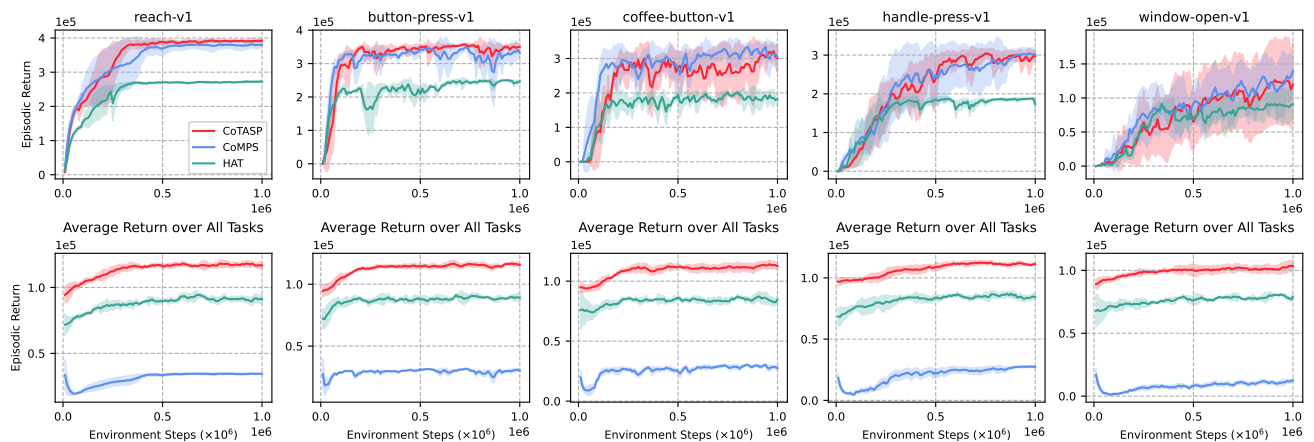 reach-v1
button-press-v1
coffee-button-v1
handle-press-v1
window-open-v1
1e5
1e5
1e5
1e5
1e5
Episodic Return
4
3
2
1
0
4
3
2
1
0
3
2
1
0
3
2
1
0
1.5
1.0
0.5
0.0
CoTASP
CoMPS
HAT
0.0 0.5 1.0
0.0 0.5 1.0
0.0 0.5 1.0
0.0 0.5 1.0
0.0 0.5 1.0
1e6
1e6
1e6
1e6
1e6
Average Return over All Tasks
Average Return over All Tasks
Average Return over All Tasks
Average Return over All Tasks
Average Return over All Tasks
1e5
1e5
1e5
1e5
1e5
Episodic Return
1.0
0.5
1.0
0.5
1.0
0.5
0.0
1.0
0.5
0.0
1.0
0.5
0.0
0.0 0.5 1.0
0.0 0.5 1.0
0.0 0.5 1.0
0.0 0.5 1.0
0.0 0.5 1.0
Environment Steps (×10⁶) 1e6
Environment Steps (×10⁶) 1e6
Environment Steps (×10⁶) 1e6
Environment Steps (×10⁶) 1e6
Environment Steps (×10⁶) 1e6